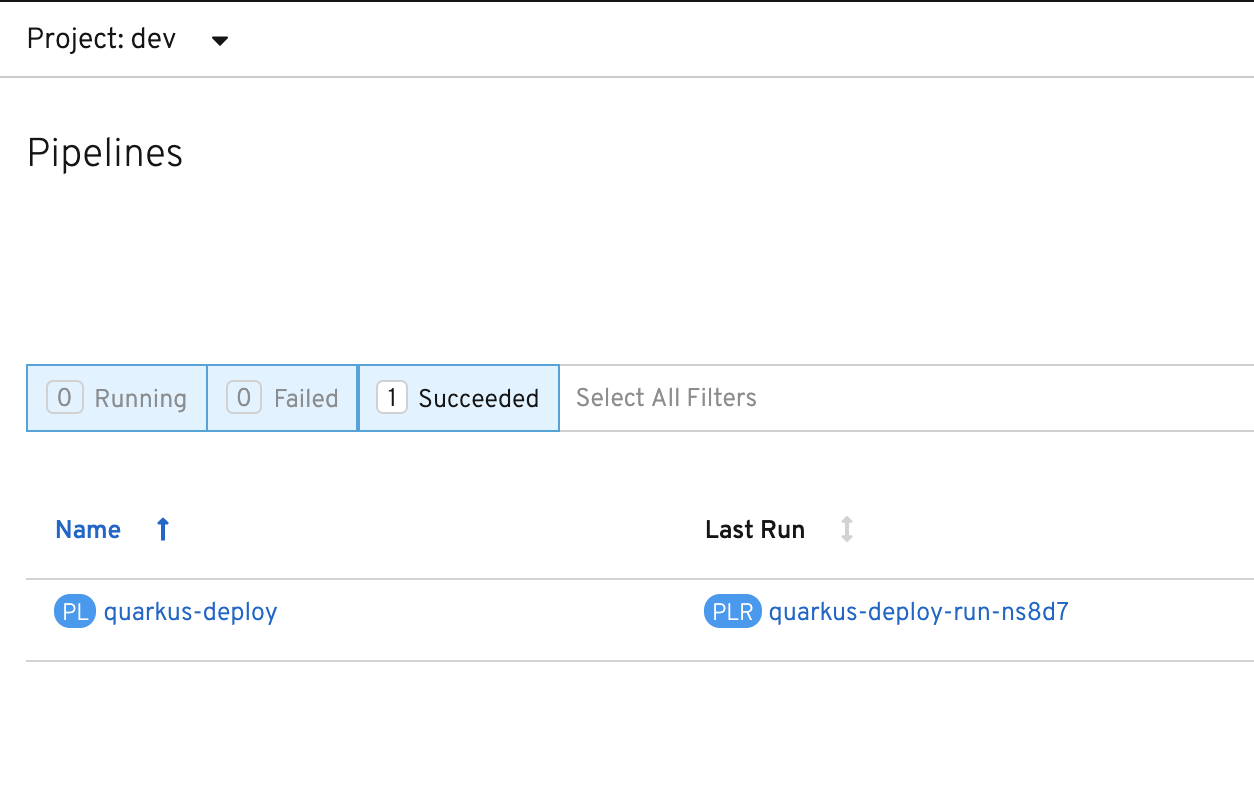 Project: dev
Pipelines
0 Running 0 Failed 1 Succeeded Select All Filters
Name Last Run
PL quarkus-deploy PLR quarkus-deploy-run-ns8d7